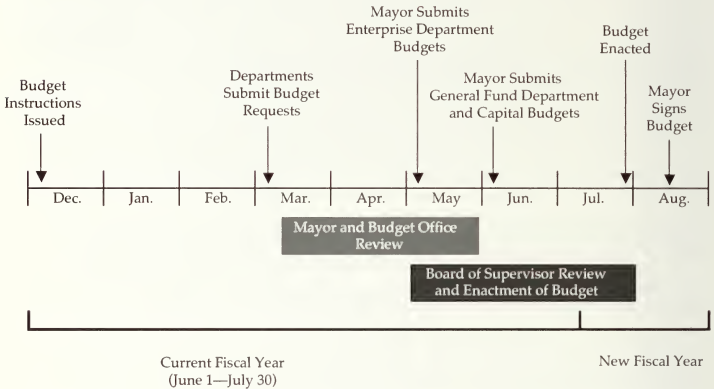 Mayor Submits
Enterprise Department
Budgets
Budget
Enacted
Departments
Submit Budget
Requests
Mayor Submits
General Fund Department
and Capital Budgets
Budget
Instructions
Issued
Mayor
Signs
Budget
Dec. Jan. Feb. Mar. Apr. May Jun. Jul. Aug.
Mayor and Budget Office
Review
Board of Supervisor Review
and Enactment of Budget
Current Fiscal Year
(June 1—July 30)
New Fiscal Year